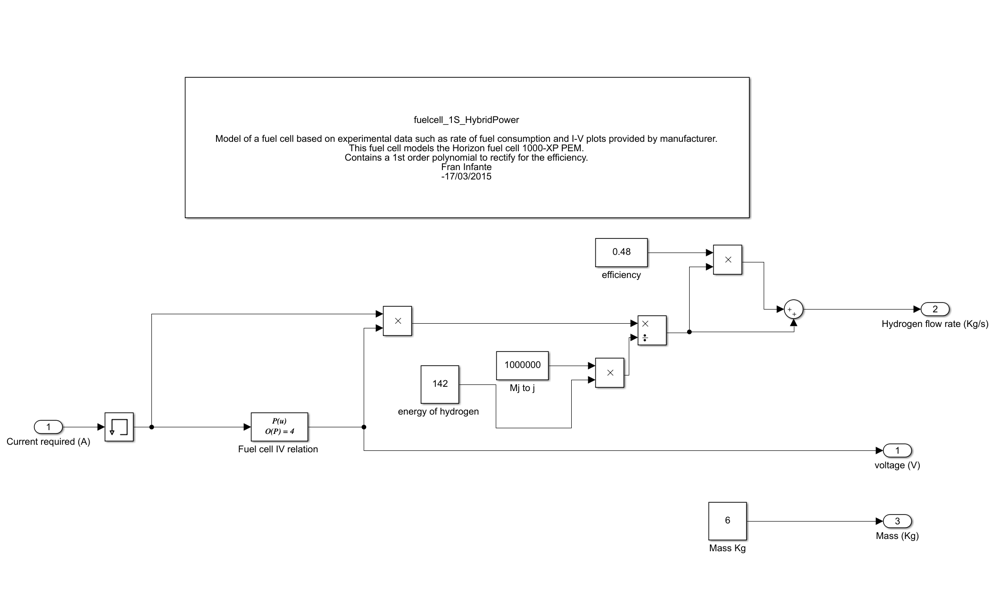 fuelcell_1S_HybridPower
Model of a fuel cell based on experimental data such as rate of fuel consumption and I-V plots provided by manufacturer.
This fuel cell models the Horizon fuel cell 1000-XP PEM.
Contains a 1st order polynomial to rectify for the efficiency.
Fran Infante
-17/03/2015
0.48
efficiency
×
2
Hydrogen flow rate (Kg/s)
+
+
×
×
÷
1000000
Mj to j
×
142
energy of hydrogen
1
Current required (A)
P(u)
O(P) = 4
Fuel cell IV relation
1
voltage (V)
6
Mass Kg
3
Mass (Kg)